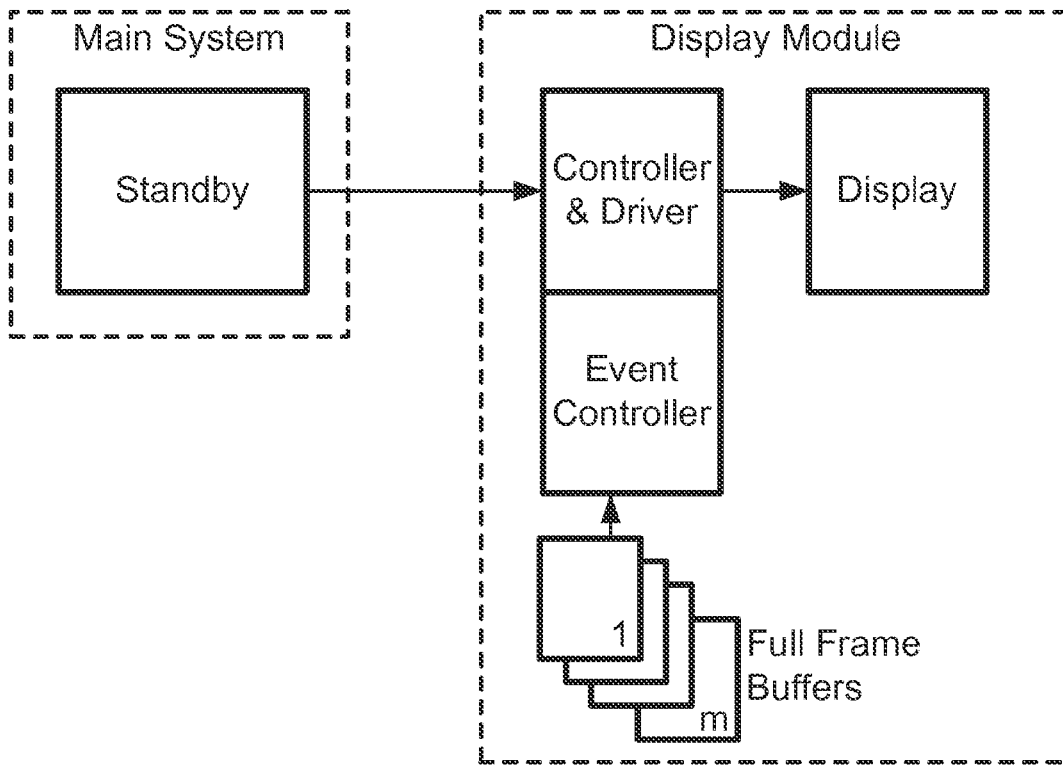 Main System
Standby
Display Module
Controller
& Driver
Display
Event
Controller
1
m
Full Frame
Buffers